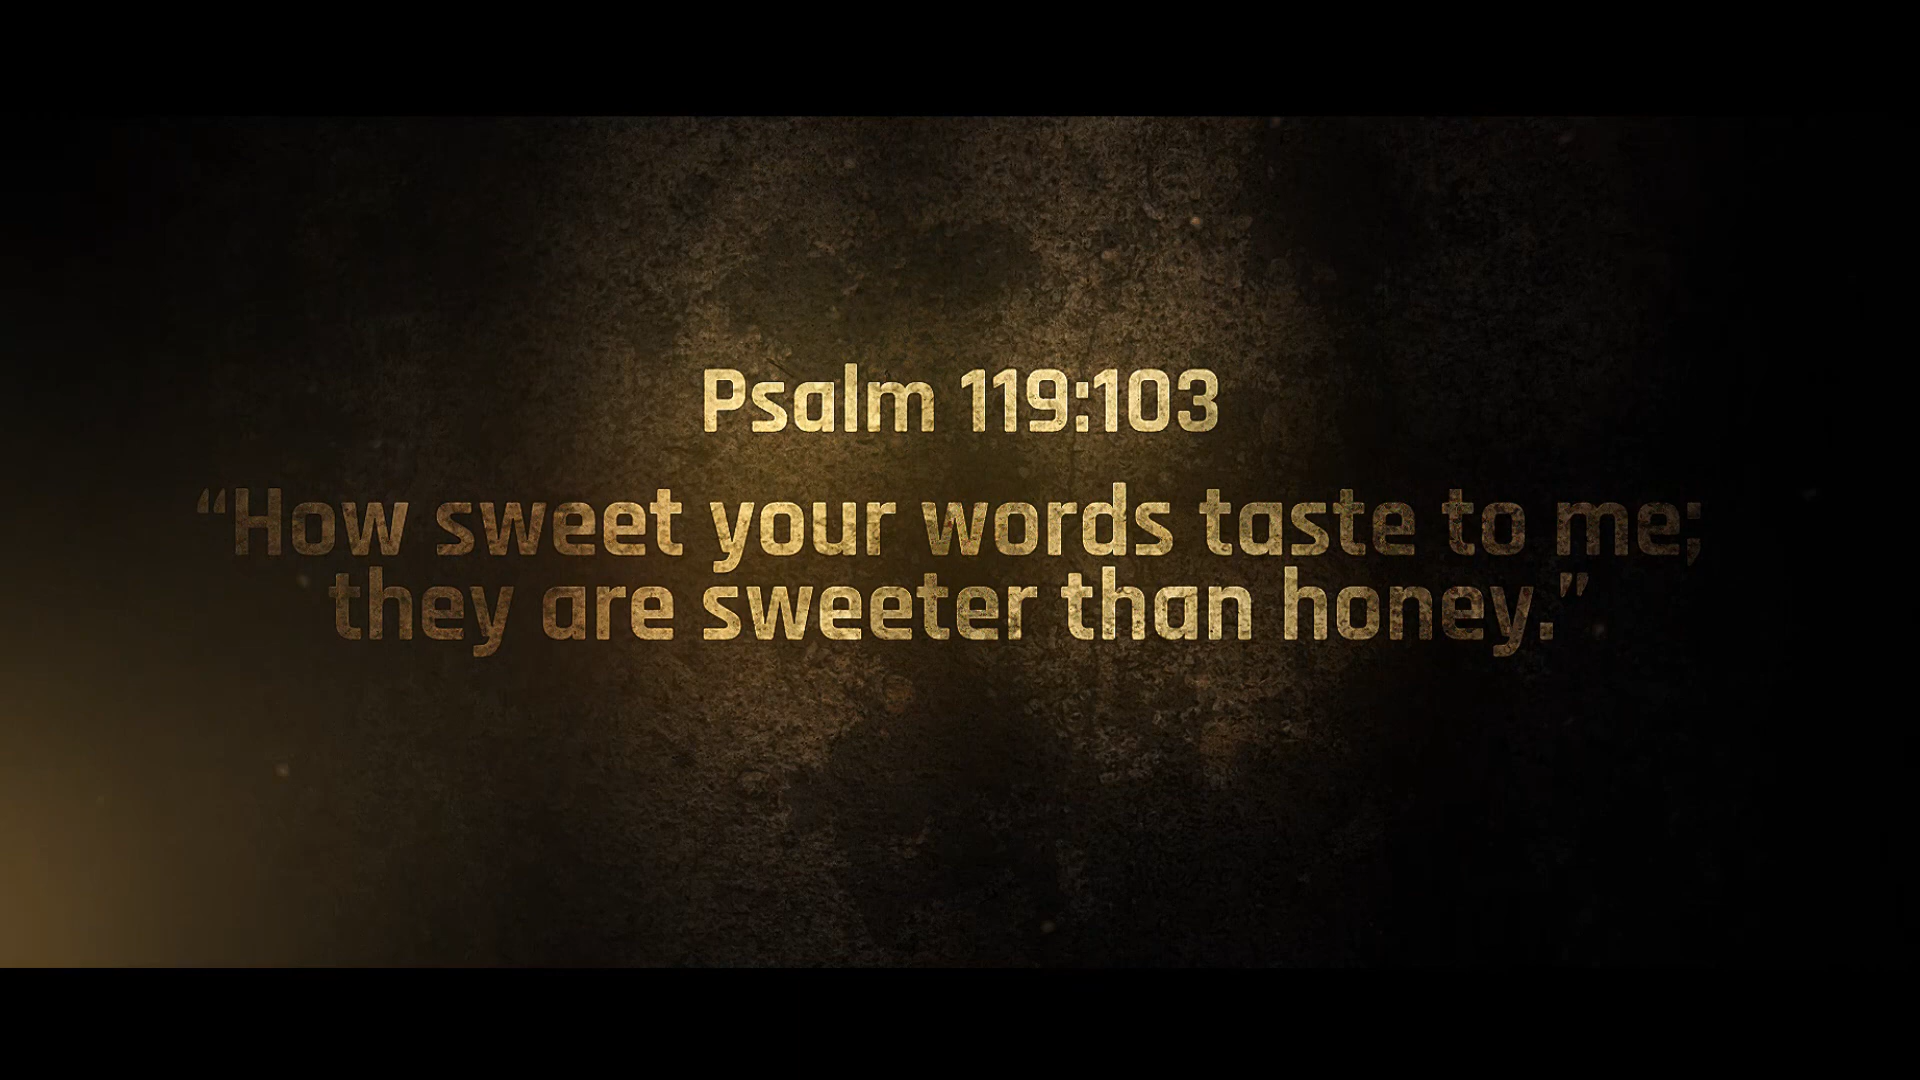 Psalm 119:103
“How sweet your words taste to me;
they are sweeter than honey.”